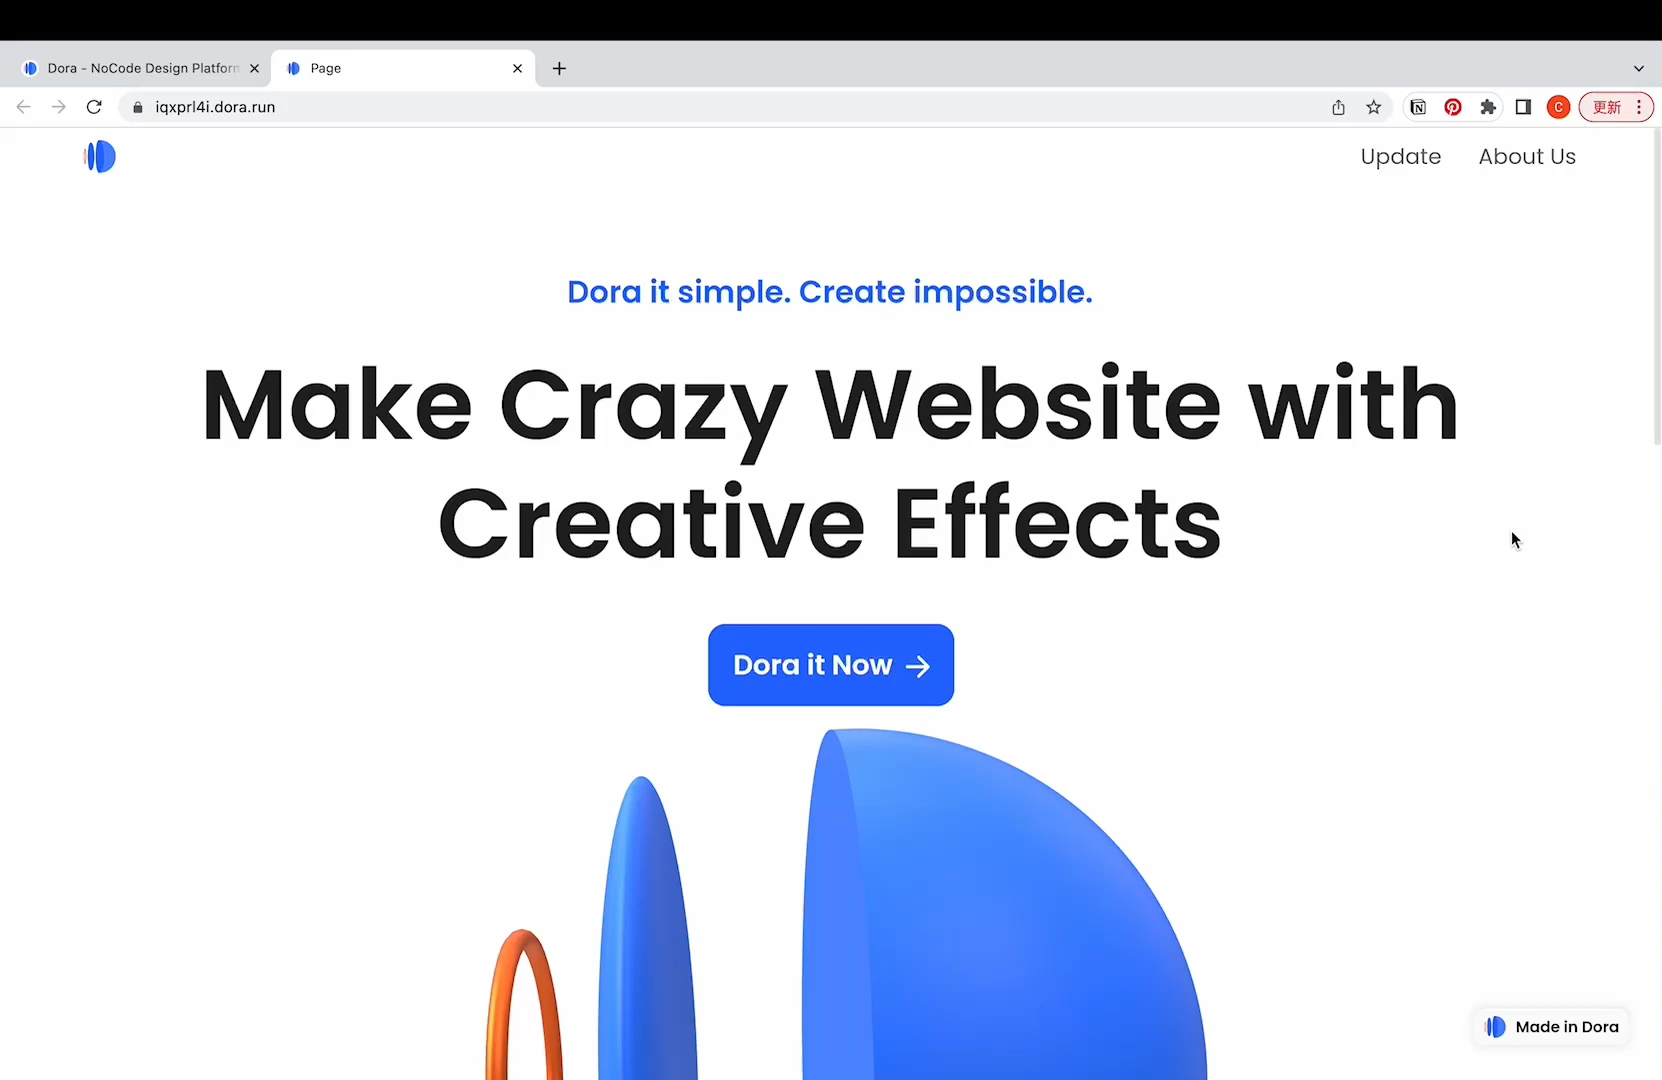 Dora - NoCode Design Platform
Page
iqxprl4i.dora.run
C
更新
Update
About Us
Dora it simple. Create impossible.
Make Crazy Website with
Creative Effects
Dora it Now →
Made in Dora